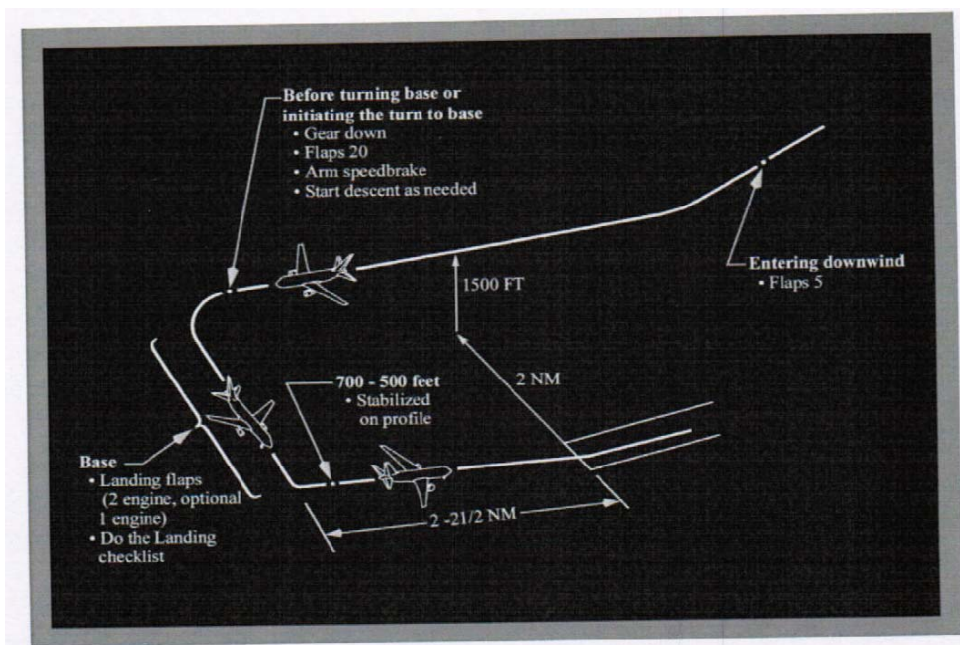 Before turning base or
initiating the turn to base
• Gear down
• Flaps 20
• Arm speedbrake
• Start descent as needed
Entering downwind
• Flaps 5
1500 FT
2 NM
700 - 500 feet
• Stabilized
on profile
Base
• Landing flaps
(2 engine, optional
1 engine)
• Do the Landing
checklist
2 -21/2 NM